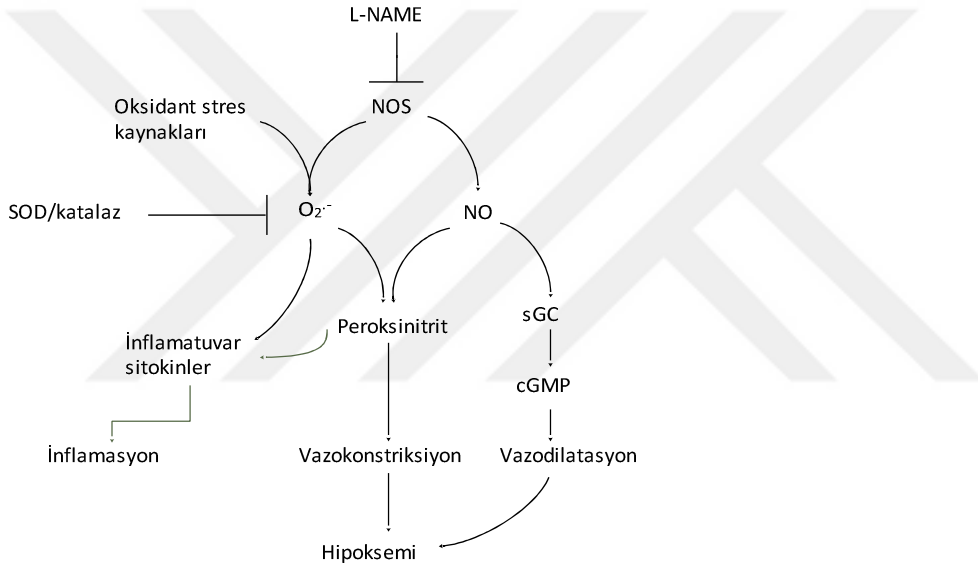 L-NAME
Oksidant stres
kaynakları
NOS
SOD/katalaz
O₂·⁻
NO
İnflamatuvar
sitokinler
Peroksinitrit
sGC
cGMP
İnflamasyon
Vazokonstriksiyon
Vazodilatasyon
Hipoksemi